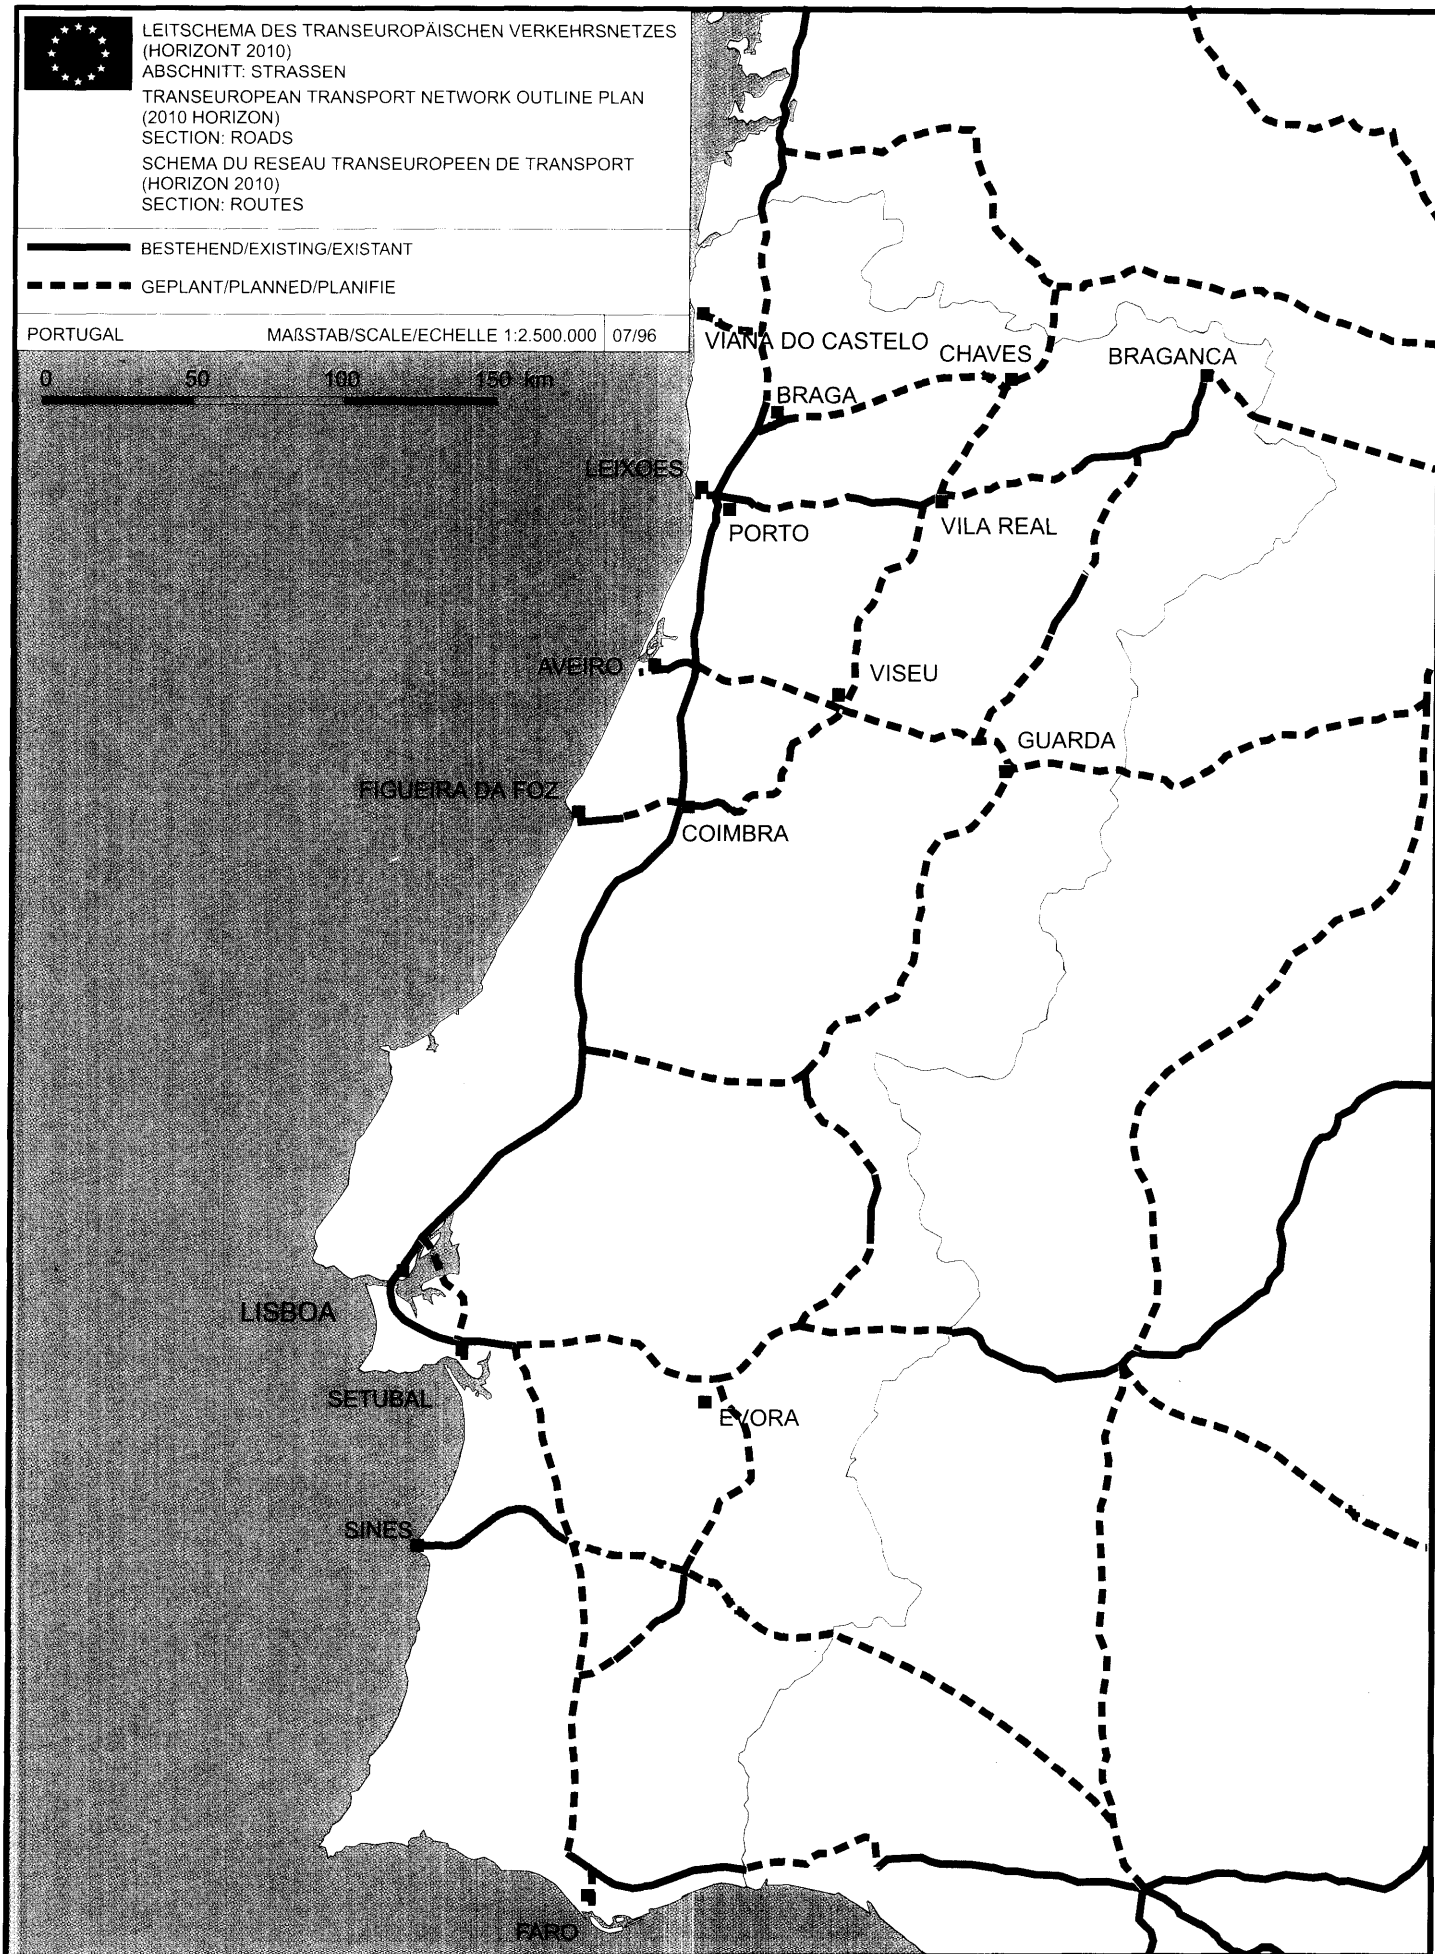 LEITSCHEMA DES TRANSEUROPÄISCHEN VERKEHRSNETZES
(HORIZONT 2010)
ABSCHNITT: STRASSEN
TRANSEUROPEAN TRANSPORT NETWORK OUTLINE PLAN
(2010 HORIZON)
SECTION: ROADS
SCHEMA DU RESEAU TRANSEUROPEEN DE TRANSPORT
(HORIZON 2010)
SECTION: ROUTES
BESTEHEND/EXISTING/EXISTANT
GEPLANT/PLANNED/PLANIFIE
PORTUGAL MAßSTAB/SCALE/ECHELLE 1:2.500.000 07/96
0 50 100 150 km
VIANA DO CASTELO
CHAVES
BRAGANCA
BRAGA
LEIXOES
PORTO
VILA REAL
AVEIRO
VISEU
GUARDA
FIGUEIRA DA FOZ
COIMBRA
LISBOA
SETUBAL
EVORA
SINES
FARO